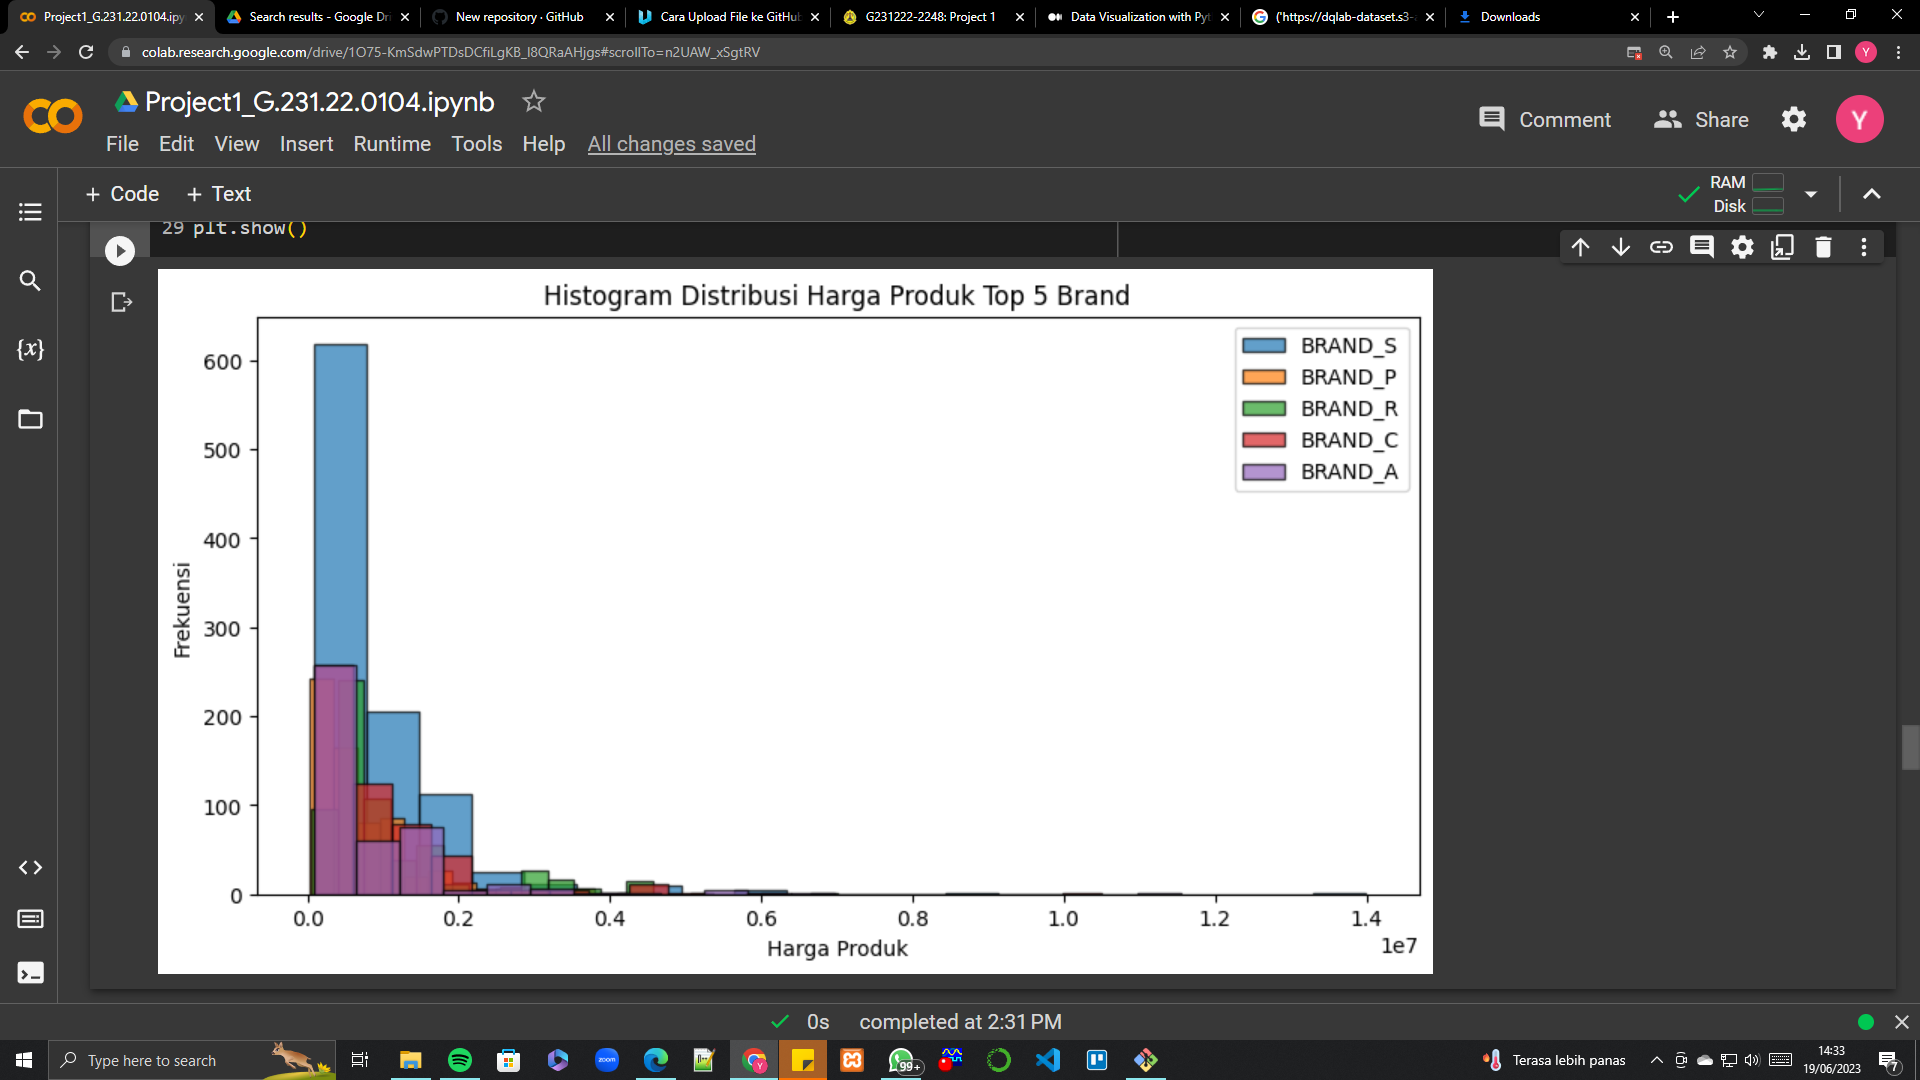 Project1_G.231.22.0104.ipyn
Search results - Google Dri
New repository · GitHub
Cara Upload File ke GitHu
G231222-2248: Project 1
Data Visualization with Pyt
('https://dqlab-dataset.s3-
Downloads
colab.research.google.com/drive/1O75-KmSdwPTDsDCfiLgKB_I8QRaAHjgs#scrollTo=n2UAW_xSgtRV
Y
Project1_G.231.22.0104.ipynb
Comment
Share
Y
File Edit View Insert Runtime Tools Help All changes saved
+ Code + Text
RAM
Disk
29 plt.show()
{x}
Histogram Distribusi Harga Produk Top 5 Brand
BRAND_S
BRAND_P
BRAND_R
BRAND_C
BRAND_A
Frekuensi
600
500
400
300
200
100
0
0.0 0.2 0.4 0.6 0.8 1.0 1.2 1.4
1e7
Harga Produk
0s completed at 2:31 PM
Type here to search
zoom
Y
99+
Terasa lebih panas
14:33
19/06/2023
7